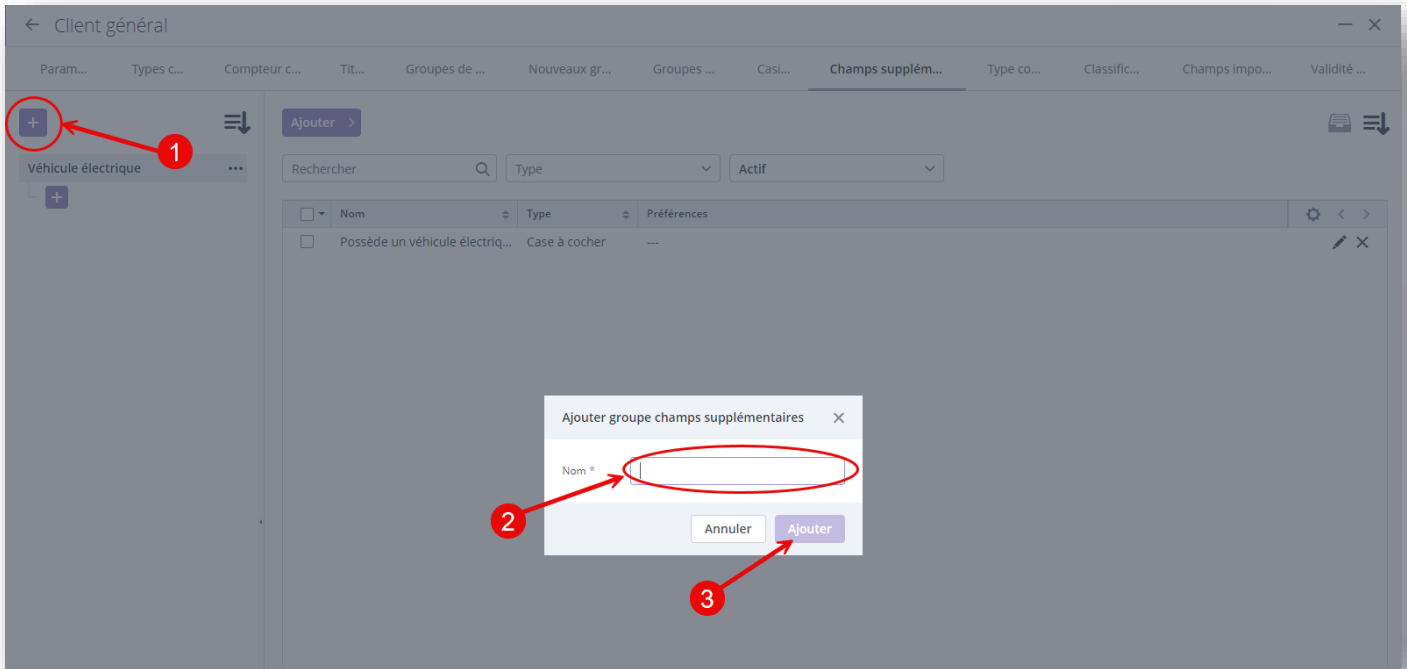 Client général
Param... Types c... Compteur c... Tit... Groupes de ... Nouveaux gr... Groupes ... Casi... Champs supplém... Type co... Classific... Champs impo... Validité ...
1
Ajouter
Véhicule électrique
Rechercher Type Actif
Nom Type Préférences
Possède un véhicule électriq... Case à cocher ---
Ajouter groupe champs supplémentaires
Nom *
2
Annuler Ajouter
3